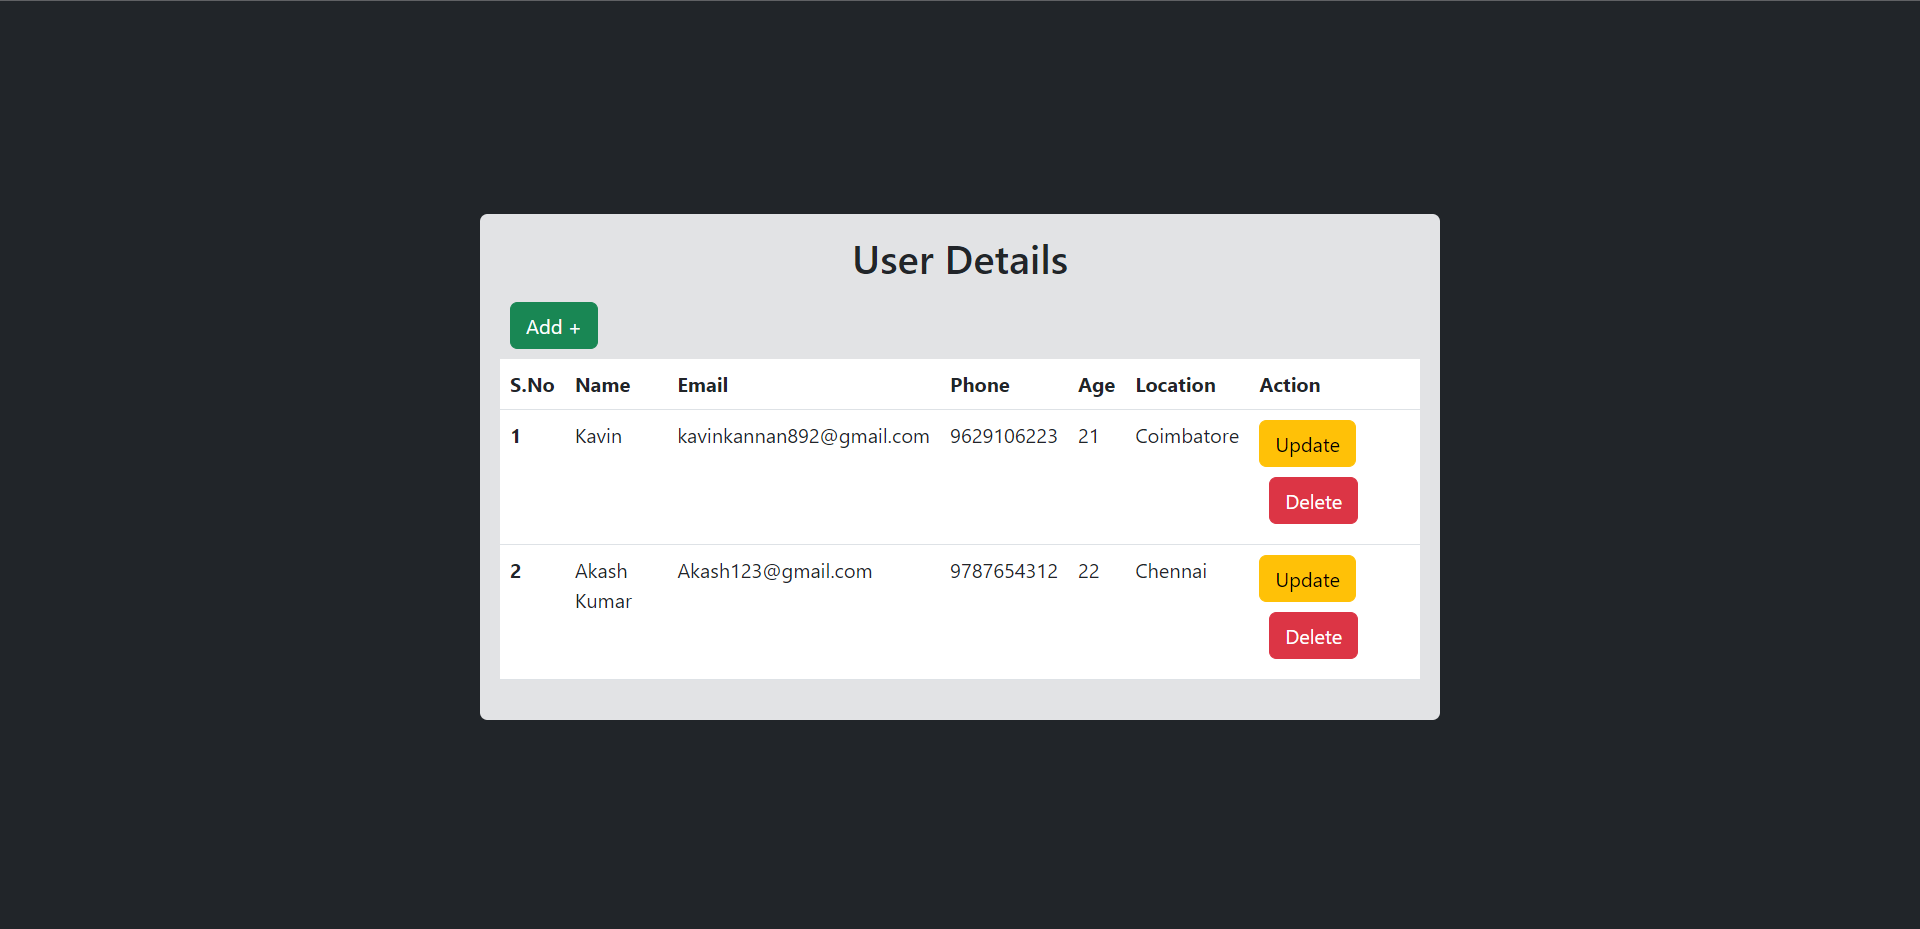 User Details
Add +
S.No Name Email Phone Age Location Action
1 Kavin kavinkannan892@gmail.com 9629106223 21 Coimbatore Update
Delete
2 Akash Akash123@gmail.com 9787654312 22 Chennai Update
Kumar
Delete